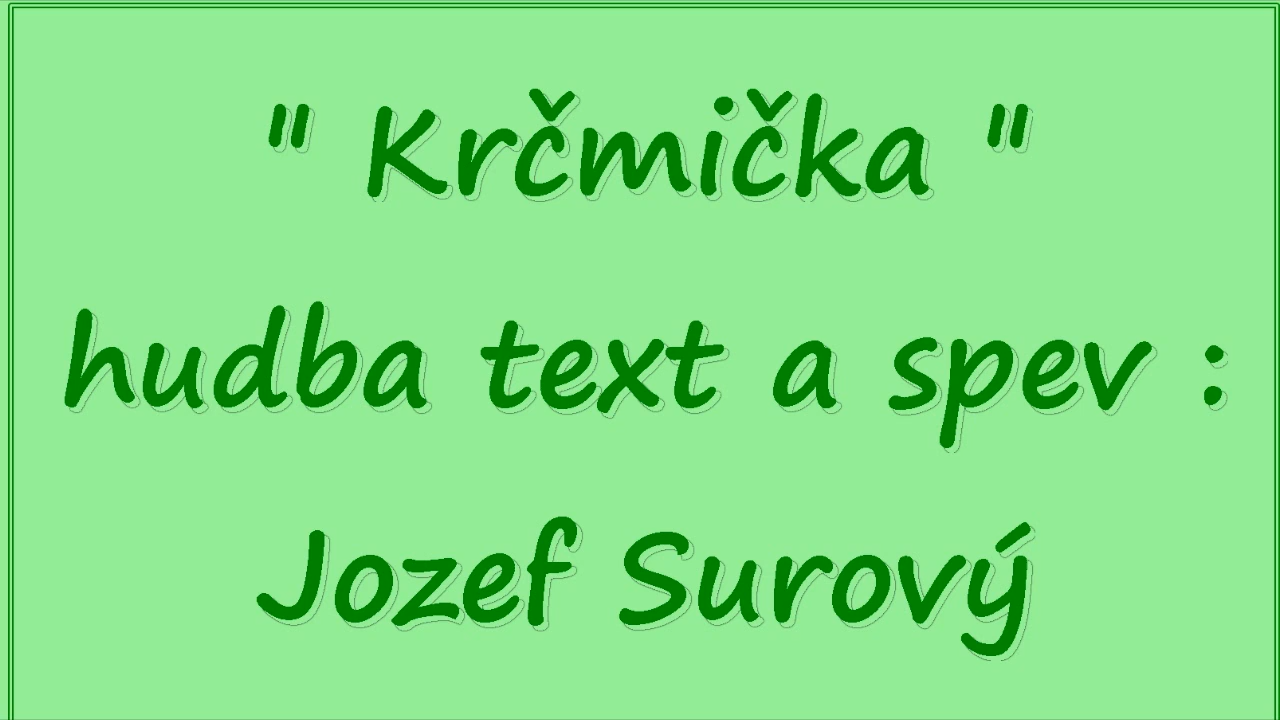 " Krčmička "
hudba text a spev :
Jozef Surový